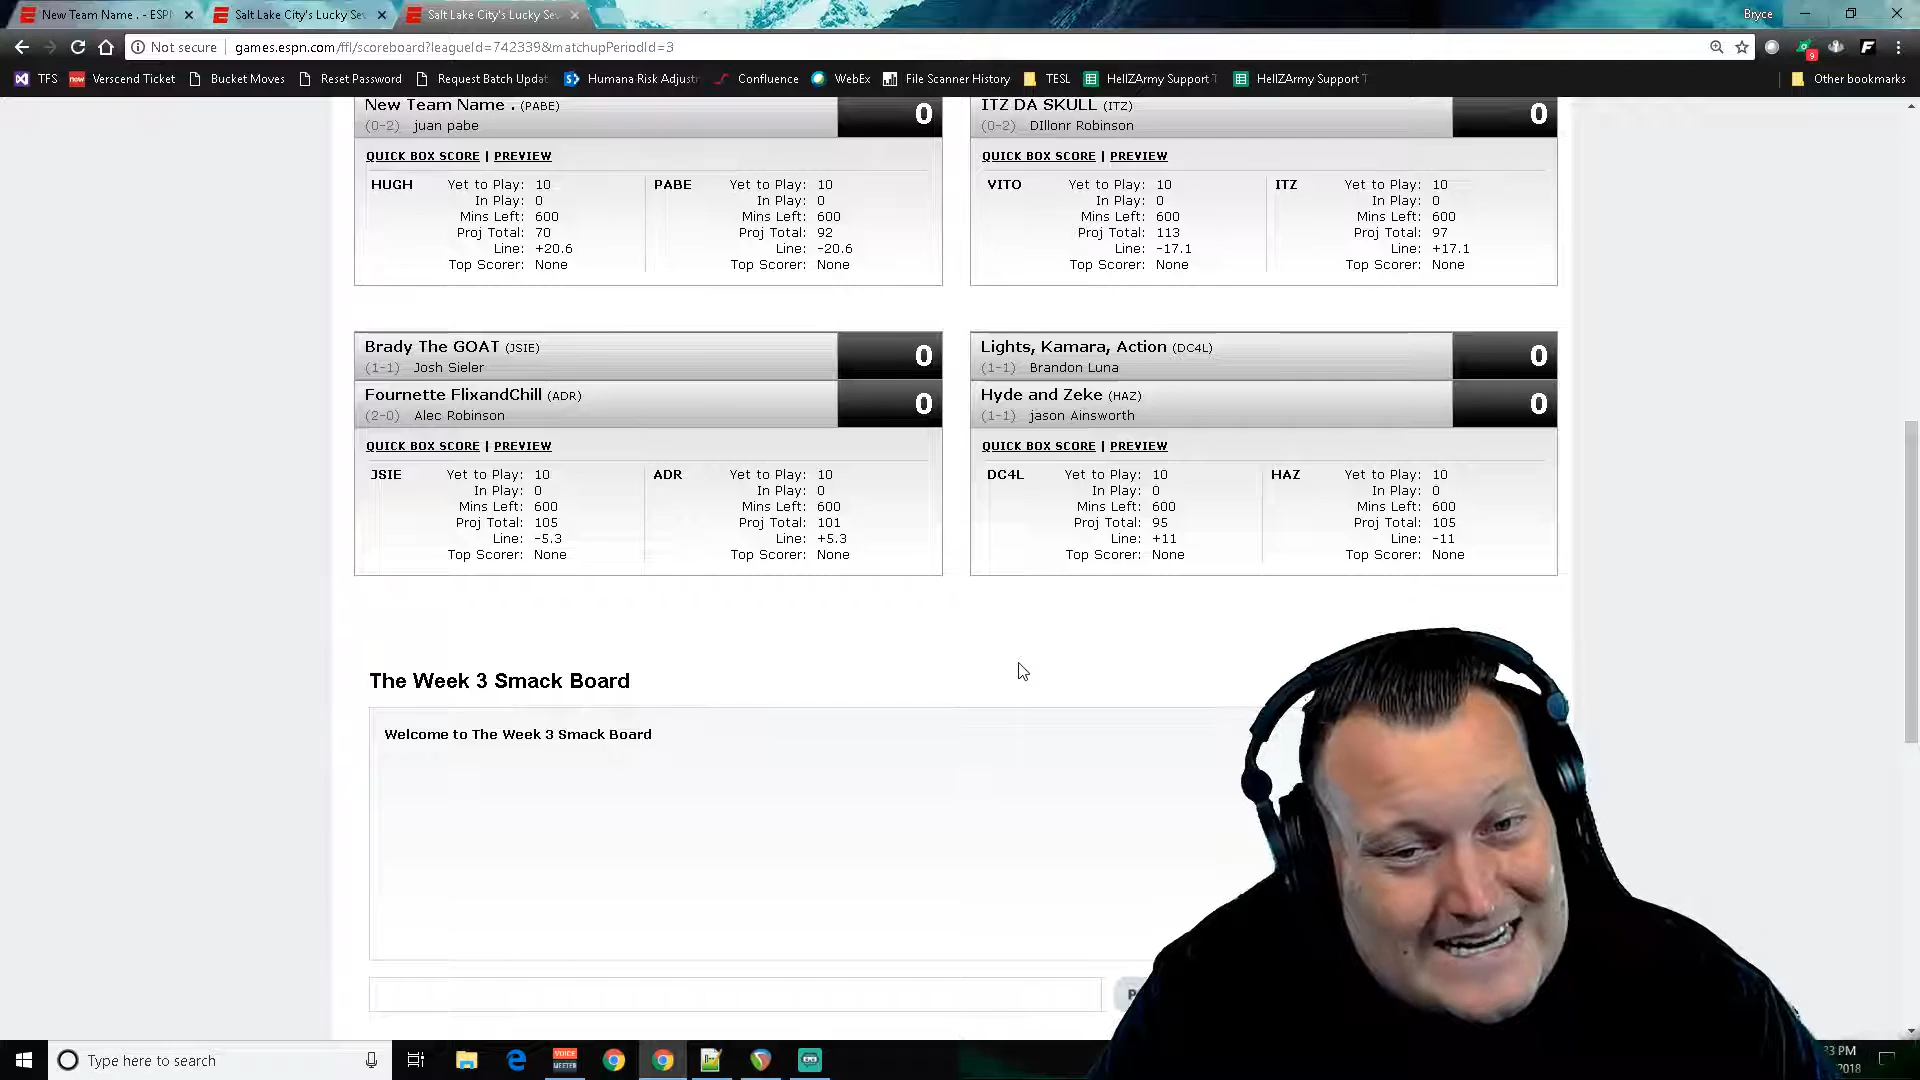 New Team Name . - ESPN
Salt Lake City's Lucky Sev
Salt Lake City's Lucky Sev
Bryce
Not secure
games.espn.com/ffl/scoreboard?leagueId=742339&matchupPeriodId=3
9
TFS
now
Verscend Ticket
Bucket Moves
Reset Password
Request Batch Updat
Humana Risk Adjustr
Confluence
WebEx
File Scanner History
TESL
HellZArmy Support T
HellZArmy Support T
Other bookmarks
New Team Name . (PABE)
0
(0-2) juan pabe
QUICK BOX SCORE | PREVIEW
HUGH
Yet to Play: 10
In Play: 0
Mins Left: 600
Proj Total: 70
Line: +20.6
Top Scorer: None
PABE
Yet to Play: 10
In Play: 0
Mins Left: 600
Proj Total: 92
Line: -20.6
Top Scorer: None
ITZ DA SKULL (ITZ)
0
(0-2) DIllonr Robinson
QUICK BOX SCORE | PREVIEW
VITO
Yet to Play: 10
In Play: 0
Mins Left: 600
Proj Total: 113
Line: -17.1
Top Scorer: None
ITZ
Yet to Play: 10
In Play: 0
Mins Left: 600
Proj Total: 97
Line: +17.1
Top Scorer: None
Brady The GOAT (JSIE)
0
(1-1) Josh Sieler
Fournette FlixandChill (ADR)
0
(2-0) Alec Robinson
QUICK BOX SCORE | PREVIEW
JSIE
Yet to Play: 10
In Play: 0
Mins Left: 600
Proj Total: 105
Line: -5.3
Top Scorer: None
ADR
Yet to Play: 10
In Play: 0
Mins Left: 600
Proj Total: 101
Line: +5.3
Top Scorer: None
Lights, Kamara, Action (DC4L)
0
(1-1) Brandon Luna
Hyde and Zeke (HAZ)
0
(1-1) jason Ainsworth
QUICK BOX SCORE | PREVIEW
DC4L
Yet to Play: 10
In Play: 0
Mins Left: 600
Proj Total: 95
Line: +11
Top Scorer: None
HAZ
Yet to Play: 10
In Play: 0
Mins Left: 600
Proj Total: 105
Line: -11
Top Scorer: None
The Week 3 Smack Board
Welcome to The Week 3 Smack Board
Type here to search
VOICE
MEETER
33 PM
2018